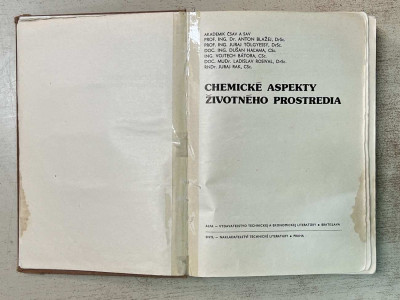 AKADEMIK ČSAV A SAV
PROF. ING. Dr. ANTON BLAŽEJ, DrSc.
PROF. ING. JURAJ TÖLGYESSY, DrSc.
DOC. ING. DUŠAN HALAMA, CSc.
ING. VOJTECH BÁTORA, CSc.
DOC. MUDr. LADISLAV ROSIVAL, DrSc.
RNDr. JURAJ RAK, CSc.
CHEMICKÉ ASPEKTY
ŽIVOTNÉHO PROSTREDIA
ALFA – VYDAVATEĽSTVO TECHNICKEJ A EKONOMICKEJ LITERATÚRY • BRATISLAVA
SNTL – NAKLADATELSTVÍ TECHNICKÉ LITERATURY • PRAHA